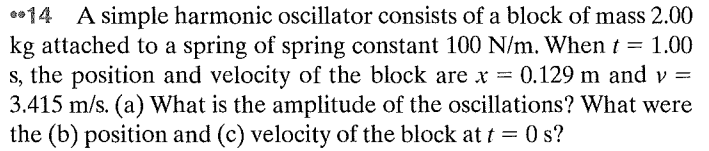 ••14 A simple harmonic oscillator consists of a block of mass 2.00
kg attached to a spring of spring constant 100 N/m. When t = 1.00
s, the position and velocity of the block are x = 0.129 m and v =
3.415 m/s. (a) What is the amplitude of the oscillations? What were
the (b) position and (c) velocity of the block at t = 0 s?